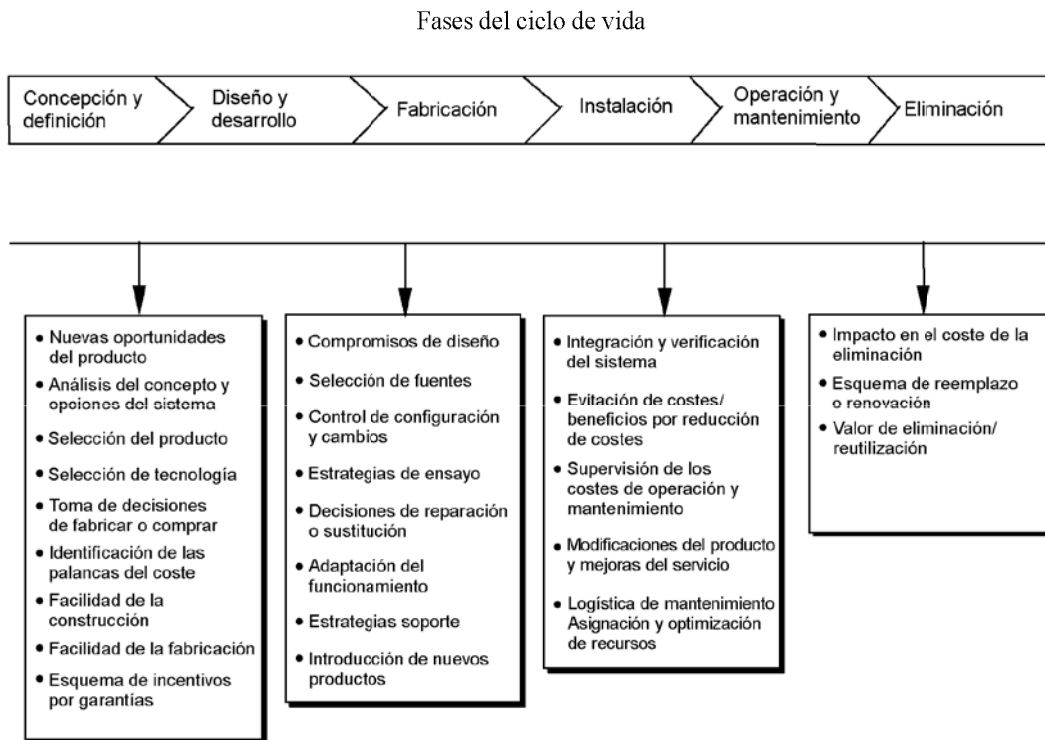 Fases del ciclo de vida
Concepción y
definición
Diseño y
desarrollo
Fabricación
Instalación
Operación y
mantenimiento
Eliminación
• Nuevas oportunidades
del producto
• Análisis del concepto y
opciones del sistema
• Selección del producto
• Selección de tecnología
• Toma de decisiones
de fabricar o comprar
• Identificación de las
palancas del coste
• Facilidad de la
construcción
• Facilidad de la fabricación
• Esquema de incentivos
por garantías
• Compromisos de diseño
• Selección de fuentes
• Control de configuración
y cambios
• Estrategias de ensayo
• Decisiones de reparación
o sustitución
• Adaptación del
funcionamiento
• Estrategias soporte
• Introducción de nuevos
productos
• Integración y verificación
del sistema
• Evitación de costes/
beneficios por reducción
de costes
• Supervisión de los
costes de operación y
mantenimiento
• Modificaciones del producto
y mejoras del servicio
• Logística de mantenimiento
Asignación y optimización
de recursos
• Impacto en el coste de la
eliminación
• Esquema de reemplazo
o renovación
• Valor de eliminación/
reutilización